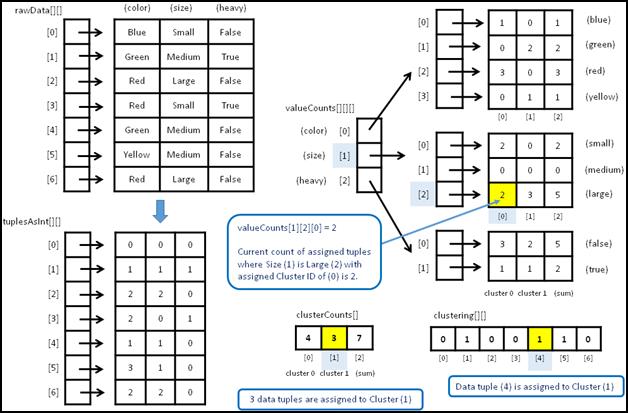 rawData[][]
(color) (size) (heavy)
[0] Blue Small False
[1] Green Medium True
[2] Red Large False
[3] Red Small True
[4] Green Medium False
[5] Yellow Medium False
[6] Red Large False
tuplesAsInt[][]
[0] 0 0 0
[1] 1 1 1
[2] 2 2 0
[3] 2 0 1
[4] 1 1 0
[5] 3 1 0
[6] 2 2 0
valueCounts[][][]
(color) [0]
(size) [1]
(heavy) [2]
[0] 1 0 1 (blue)
[1] 0 2 2 (green)
[2] 3 0 3 (red)
[3] 0 1 1 (yellow)
[0] [1] [2]
[0] 2 0 2 (small)
[1] 0 0 0 (medium)
[2] 2 3 5 (large)
[0] [1] [2]
[0] 3 2 5 (false)
[1] 1 1 2 (true)
cluster 0 cluster 1 (sum)
valueCounts[1][2][0] = 2
Current count of assigned tuples
where Size (1) is Large (2) with
assigned Cluster ID of (0) is 2.
clusterCounts[]
4 3 7
[0] [1] [2]
cluster 0 cluster 1 (sum)
3 data tuples are assigned to Cluster (1)
clustering[][]
0 1 0 0 1 1 0
[0] [1] [2] [3] [4] [5] [6]
Data tuple (4) is assigned to Cluster (1)